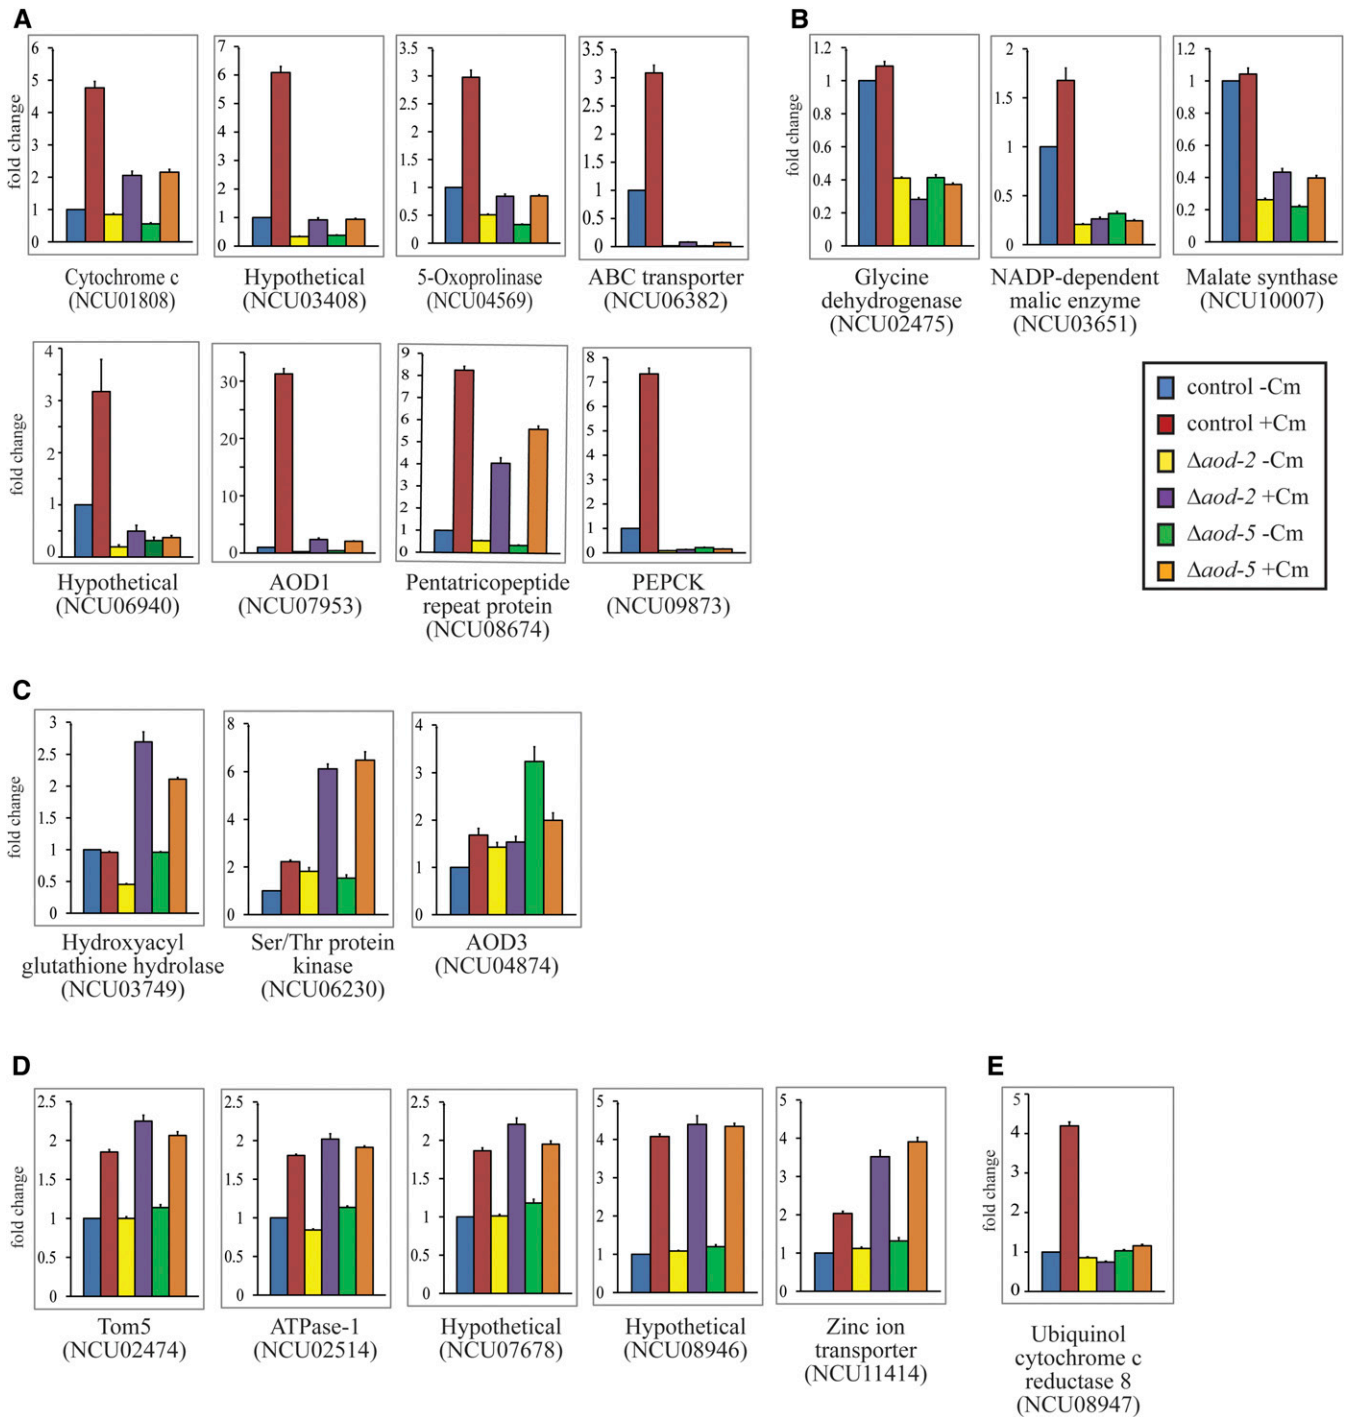 A
B
fold change
6
5
4
3
2
1
0
Cytochrome c
(NCU01808)
7
6
5
4
3
2
1
0
Hypothetical
(NCU03408)
3.5
3
2.5
2
1.5
1
0.5
0
5-Oxoprolinase
(NCU04569)
3.5
3
2.5
2
1.5
1
0.5
0
ABC transporter
(NCU06382)
fold change
1.2
1
0.8
0.6
0.4
0.2
0
Glycine
dehydrogenase
(NCU02475)
2
1.5
1
0.5
0
NADP-dependent
malic enzyme
(NCU03651)
1.2
1
0.8
0.6
0.4
0.2
0
Malate synthase
(NCU10007)
fold change
4
3
2
1
0
Hypothetical
(NCU06940)
30
20
10
0
AOD1
(NCU07953)
9
8
7
6
5
4
3
2
1
0
Pentatricopeptide
repeat protein
(NCU08674)
8
7
6
5
4
3
2
1
0
PEPCK
(NCU09873)
control -Cm
control +Cm
Δaod-2 -Cm
Δaod-2 +Cm
Δaod-5 -Cm
Δaod-5 +Cm
C
fold change
3
2.5
2
1.5
1
0.5
0
Hydroxyacyl
glutathione hydrolase
(NCU03749)
8
6
4
2
0
Ser/Thr protein
kinase
(NCU06230)
4
3
2
1
0
AOD3
(NCU04874)
D
E
fold change
2.5
2
1.5
1
0.5
0
Tom5
(NCU02474)
2.5
2
1.5
1
0.5
0
ATPase-1
(NCU02514)
2.5
2
1.5
1
0.5
0
Hypothetical
(NCU07678)
5
4
3
2
1
0
Hypothetical
(NCU08946)
5
4
3
2
1
0
Zinc ion
transporter
(NCU11414)
fold change
5
4
3
2
1
0
Ubiquinol
cytochrome c
reductase 8
(NCU08947)